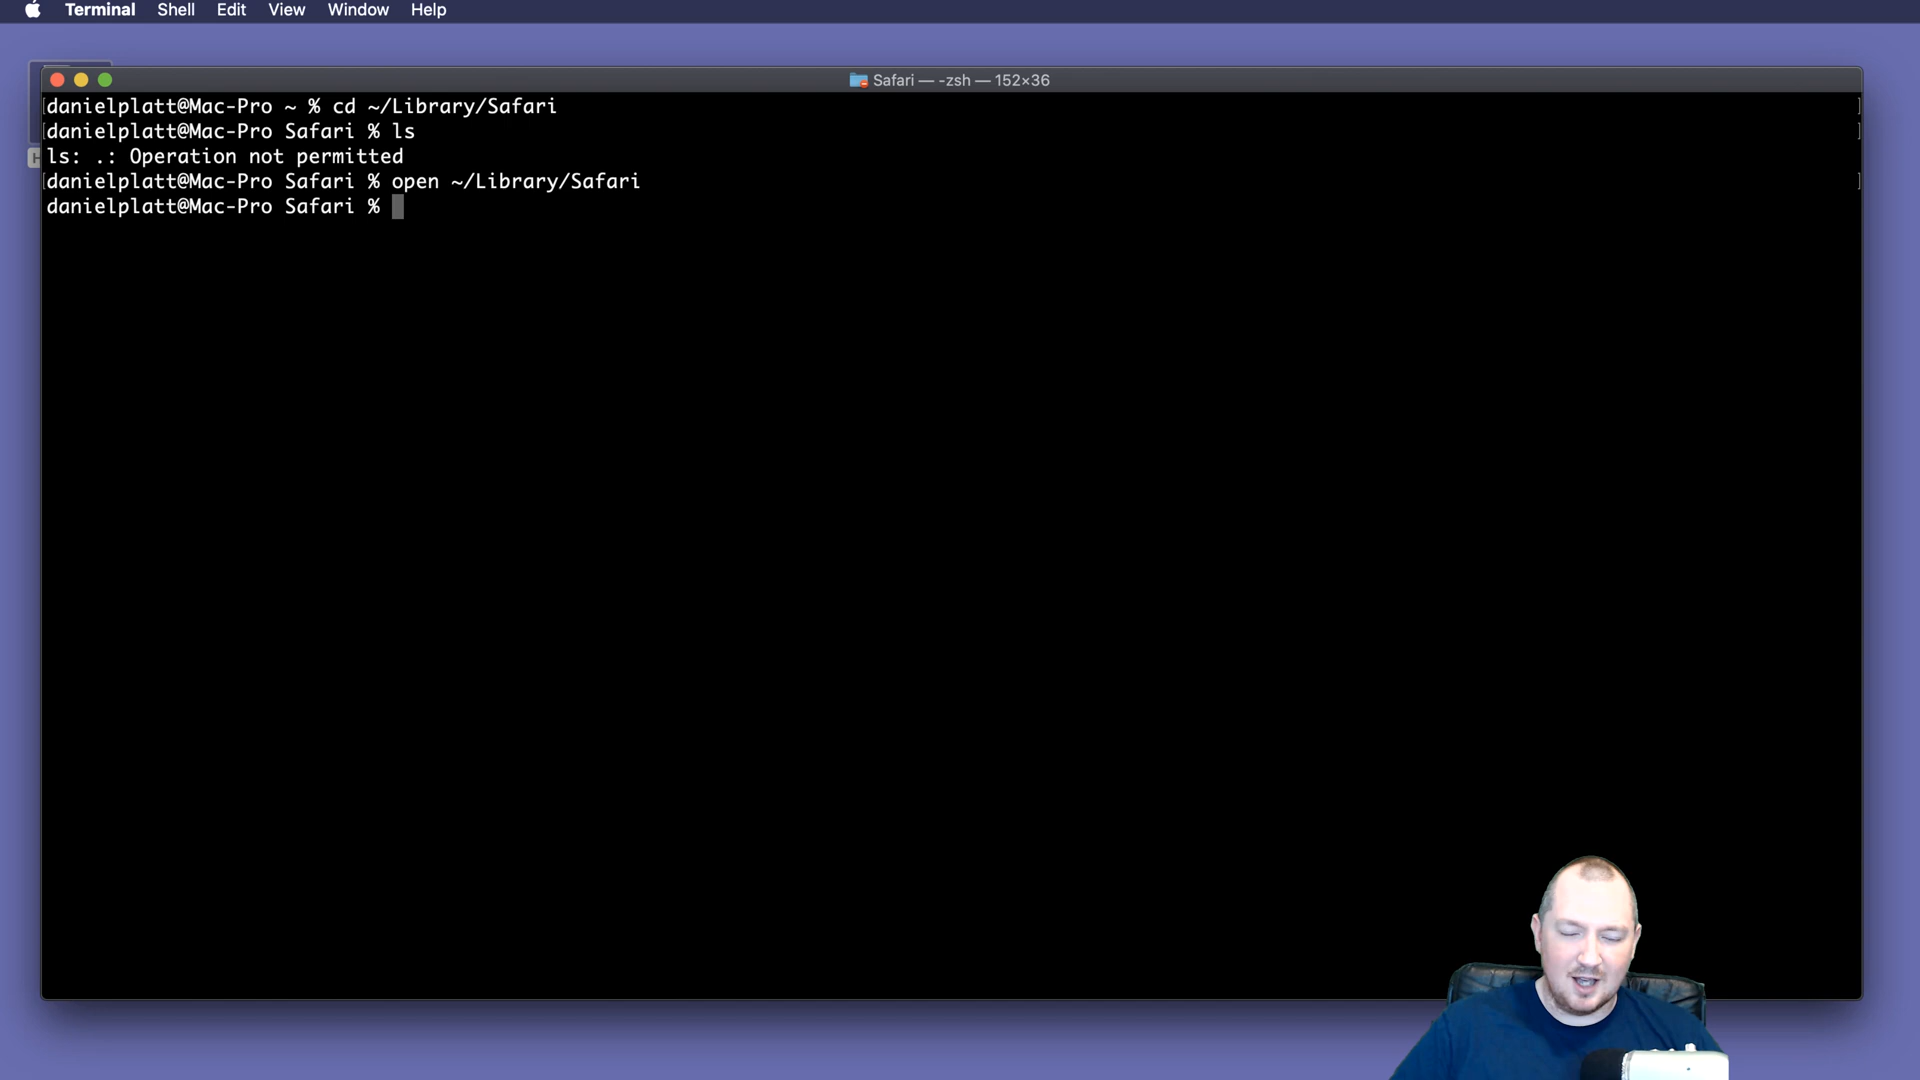 Terminal Shell Edit View Window Help
Safari — -zsh — 152×36
danielplatt@Mac-Pro ~ % cd ~/Library/Safari
danielplatt@Mac-Pro Safari % ls
ls: .: Operation not permitted
danielplatt@Mac-Pro Safari % open ~/Library/Safari
danielplatt@Mac-Pro Safari %
H